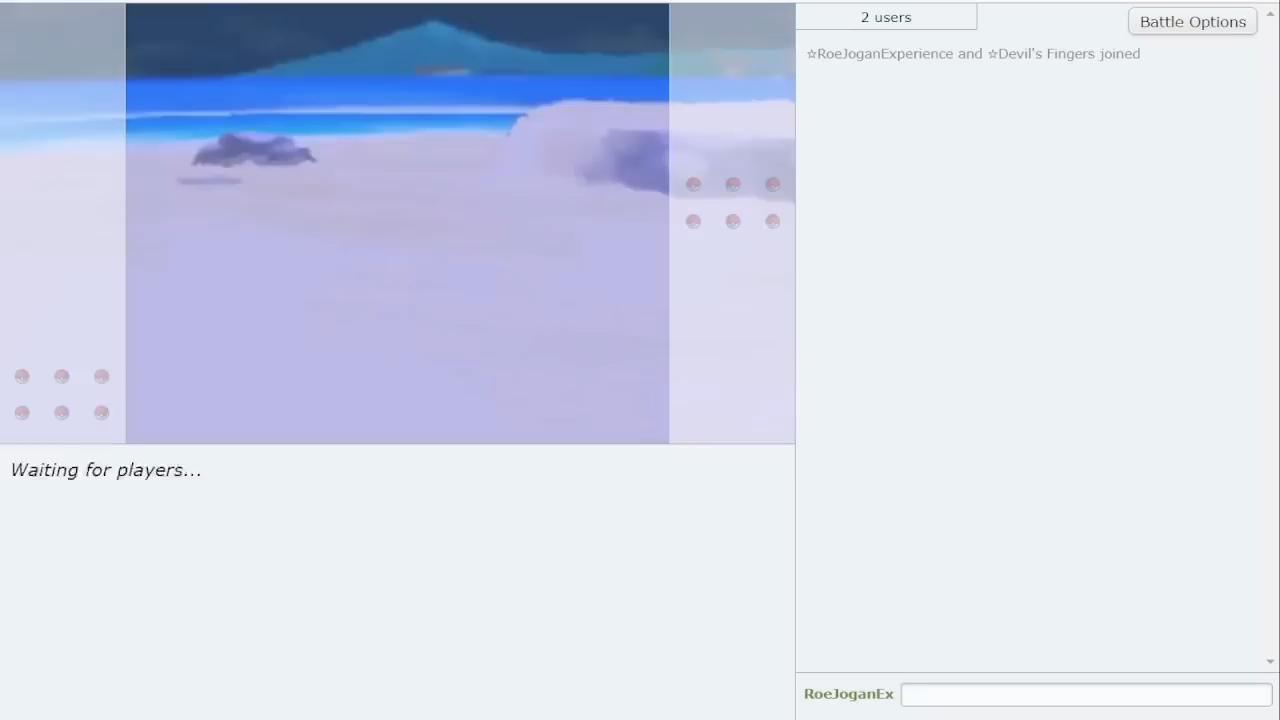 2 users
Battle Options
☆RoeJoganExperience and ☆Devil's Fingers joined
Waiting for players...
RoeJoganEx